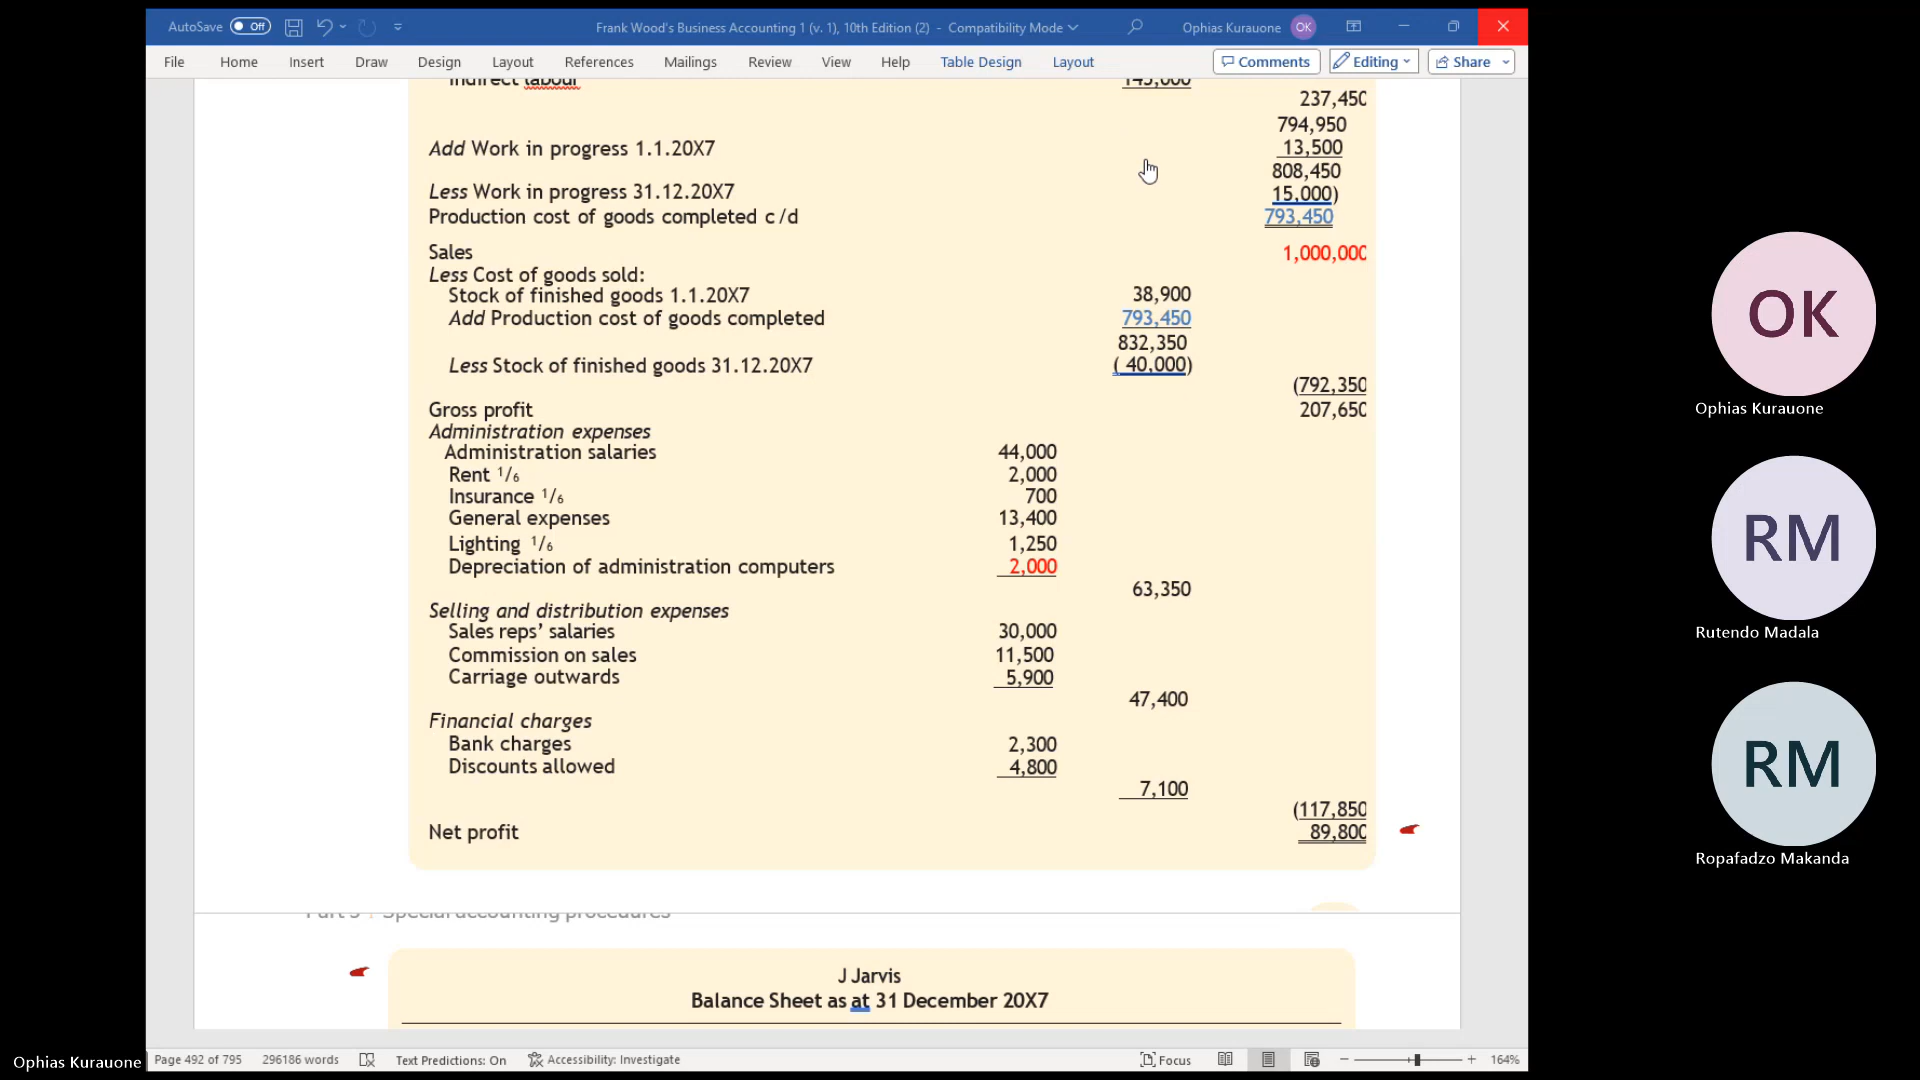 AutoSave Off Frank Wood's Business Accounting 1 (v. 1), 10th Edition (2) - Compatibility Mode Ophias Kurauone OK
File Home Insert Draw Design Layout References Mailings Review View Help Table Design Layout Comments Editing Share
Indirect labour 145,000
237,450
794,950
Add Work in progress 1.1.20X7 13,500
808,450
Less Work in progress 31.12.20X7 15,000)
Production cost of goods completed c/d 793,450
Sales 1,000,000
Less Cost of goods sold:
Stock of finished goods 1.1.20X7 38,900
Add Production cost of goods completed 793,450
832,350
Less Stock of finished goods 31.12.20X7 ( 40,000)
(792,350
Gross profit 207,650
Administration expenses
Administration salaries 44,000
Rent 1/6 2,000
Insurance 1/6 700
General expenses 13,400
Lighting 1/6 1,250
Depreciation of administration computers 2,000
63,350
Selling and distribution expenses
Sales reps' salaries 30,000
Commission on sales 11,500
Carriage outwards 5,900
47,400
Financial charges
Bank charges 2,300
Discounts allowed 4,800
7,100
(117,850
Net profit 89,800
Part 5 Special accounting procedures
J Jarvis
Balance Sheet as at 31 December 20X7
Page 492 of 795 296186 words Text Predictions: On Accessibility: Investigate Focus 164%
Ophias Kurauone
OK
Ophias Kurauone
RM
Rutendo Madala
RM
Ropafadzo Makanda